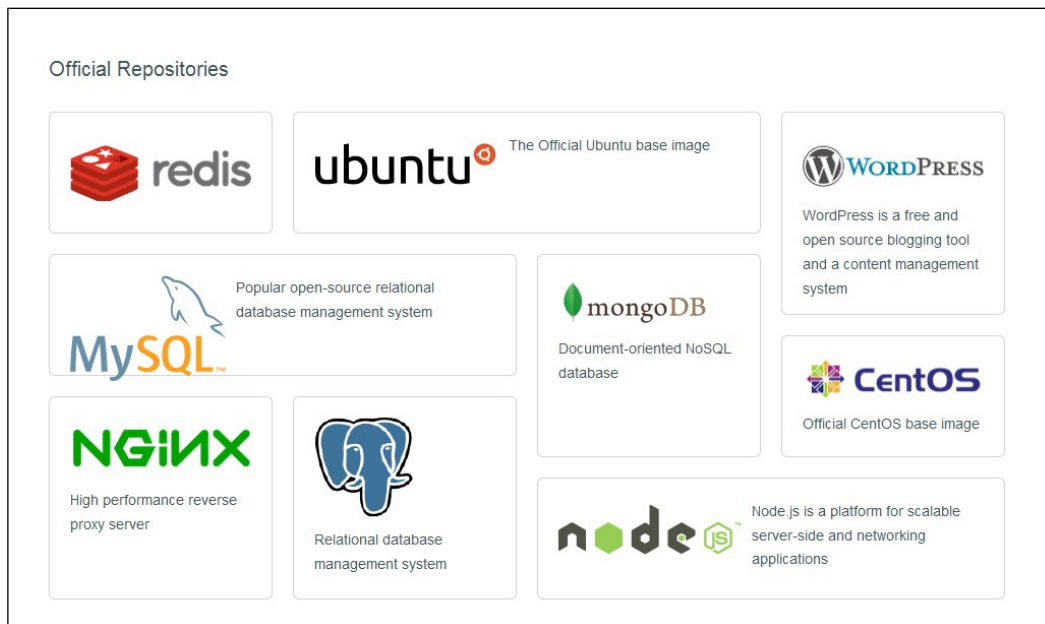 Official Repositories
redis
ubuntu
The Official Ubuntu base image
WORDPRESS
WordPress is a free and
open source blogging tool
and a content management
system
MySQL™
Popular open-source relational
database management system
mongoDB
Document-oriented NoSQL
database
CentOS
Official CentOS base image
NGINX
High performance reverse
proxy server
Relational database
management system
node JS™
Node.js is a platform for scalable
server-side and networking
applications